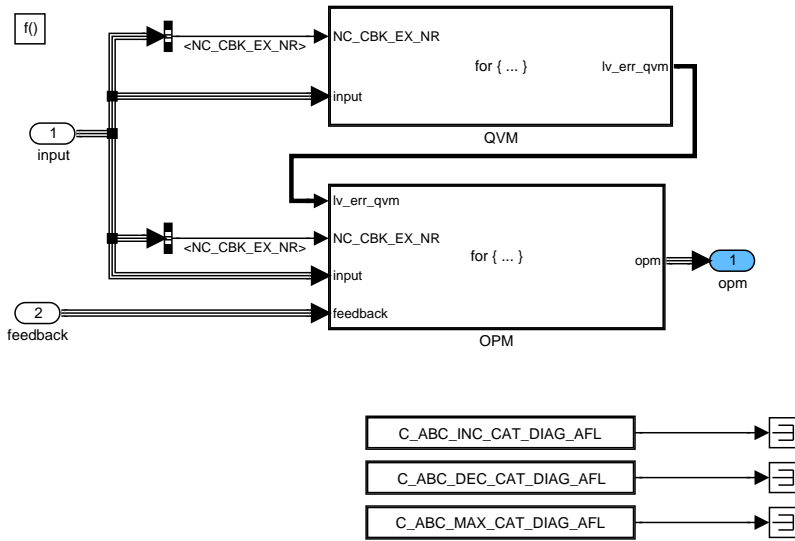 f()
NC_CBK_EX_NR
<NC_CBK_EX_NR>
for { ... }
lv_err_qvm
input
1
input
QVM
lv_err_qvm
NC_CBK_EX_NR
<NC_CBK_EX_NR>
for { ... }
opm
1
opm
input
2
feedback
feedback
OPM
C_ABC_INC_CAT_DIAG_AFL
C_ABC_DEC_CAT_DIAG_AFL
C_ABC_MAX_CAT_DIAG_AFL